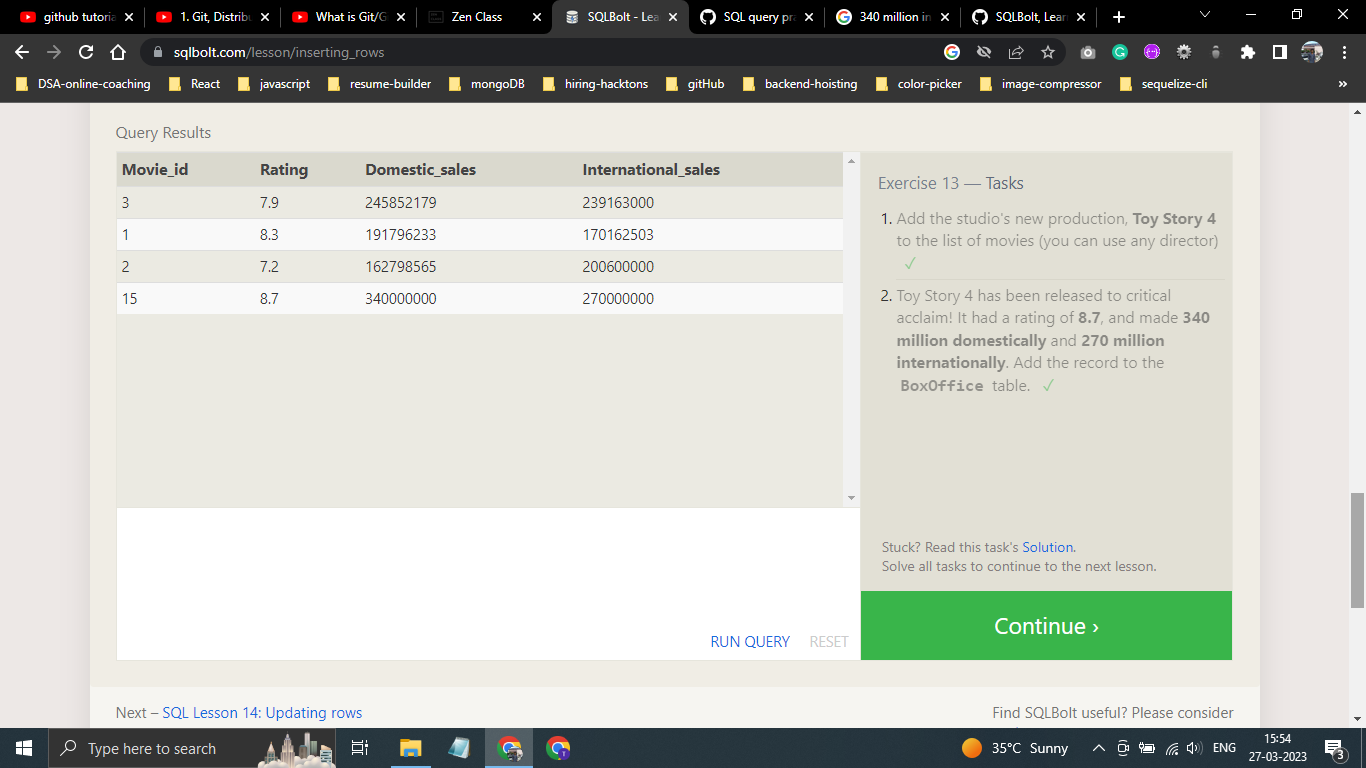 github tutoria
1. Git, Distrib
What is Git/G
Zen Class
SQLBolt - Lea
SQL query pra
340 million in
SQLBolt, Lear
sqlbolt.com/lesson/inserting_rows
DSA-online-coaching
React
javascript
resume-builder
mongoDB
hiring-hacktons
gitHub
backend-hoisting
color-picker
image-compressor
sequelize-cli
»
Query Results
Movie_id Rating Domestic_sales International_sales
3 7.9 245852179 239163000
1 8.3 191796233 170162503
2 7.2 162798565 200600000
15 8.7 340000000 270000000
RUN QUERY RESET
Exercise 13 — Tasks
1. Add the studio's new production, Toy Story 4
to the list of movies (you can use any director)
✓
2. Toy Story 4 has been released to critical
acclaim! It had a rating of 8.7, and made 340
million domestically and 270 million
internationally. Add the record to the
BoxOffice table. ✓
Stuck? Read this task's Solution.
Solve all tasks to continue to the next lesson.
Continue ›
Next – SQL Lesson 14: Updating rows
Find SQLBolt useful? Please consider
Type here to search
35°C Sunny
ENG
15:54
27-03-2023
3